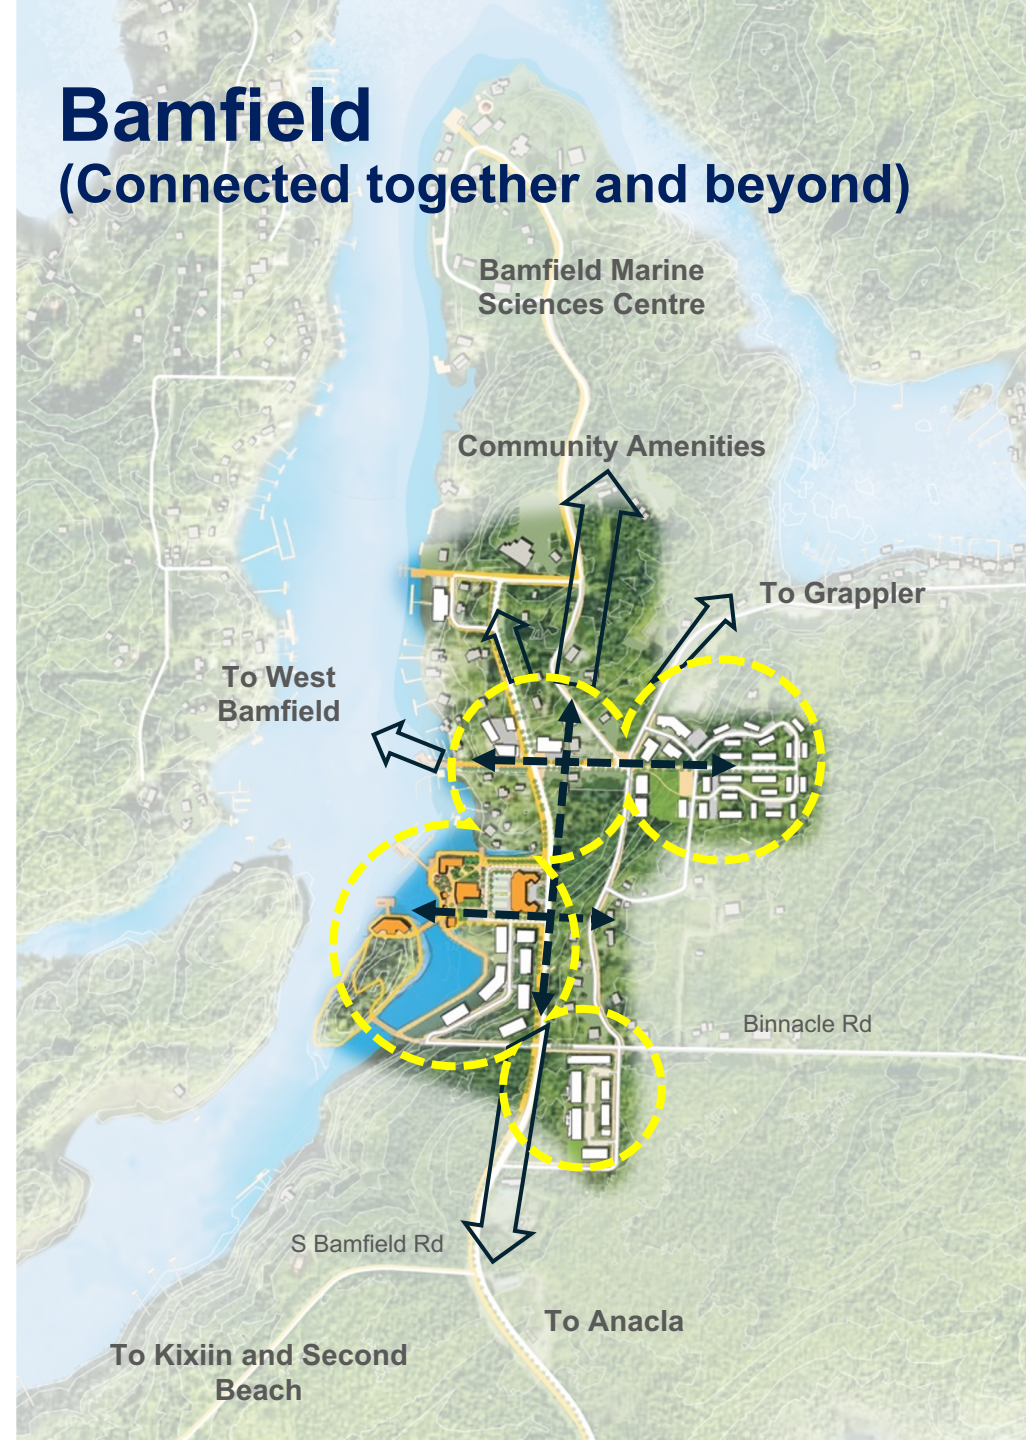 Bamfield
(Connected together and beyond)
Bamfield Marine
Sciences Centre
Community Amenities
To Grappler
To West
Bamfield
Binnacle Rd
S Bamfield Rd
To Anacla
To Kixiin and Second
Beach